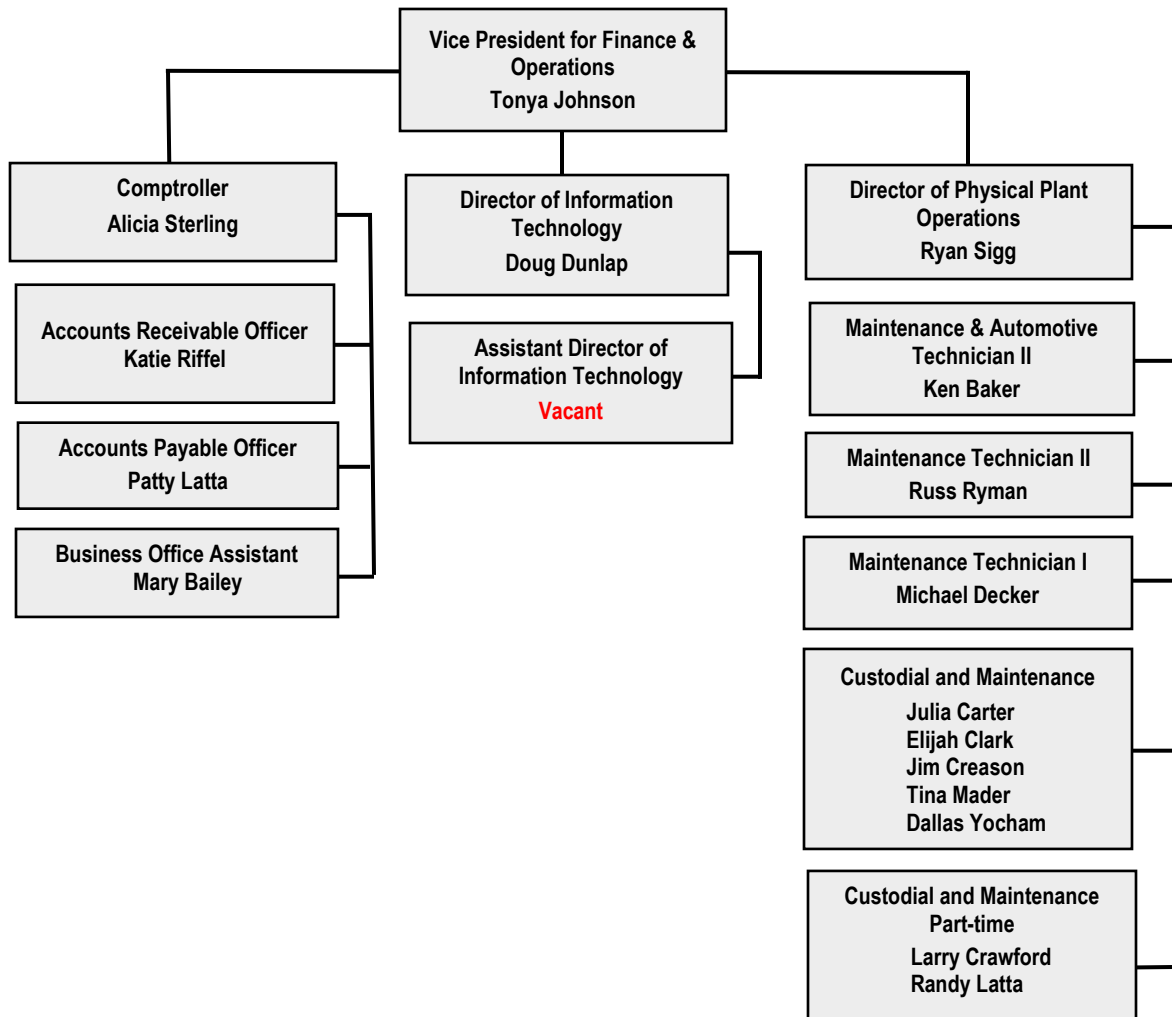 Vice President for Finance &
Operations
Tonya Johnson
Comptroller
Alicia Sterling
Accounts Receivable Officer
Katie Riffel
Accounts Payable Officer
Patty Latta
Business Office Assistant
Mary Bailey
Director of Information
Technology
Doug Dunlap
Assistant Director of
Information Technology
Vacant
Director of Physical Plant
Operations
Ryan Sigg
Maintenance & Automotive
Technician II
Ken Baker
Maintenance Technician II
Russ Ryman
Maintenance Technician I
Michael Decker
Custodial and Maintenance
Julia Carter
Elijah Clark
Jim Creason
Tina Mader
Dallas Yocham
Custodial and Maintenance
Part-time
Larry Crawford
Randy Latta